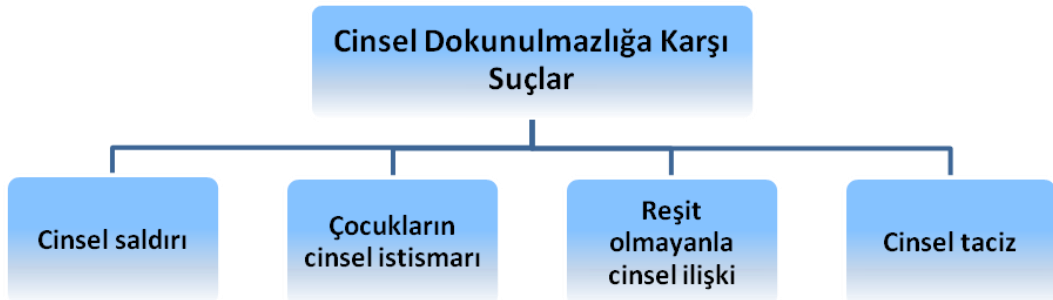 Cinsel Dokunulmazlığa Karşı
Suçlar
Cinsel saldırı
Çocukların
cinsel istismarı
Reşit
olmayanla
cinsel ilişki
Cinsel taciz